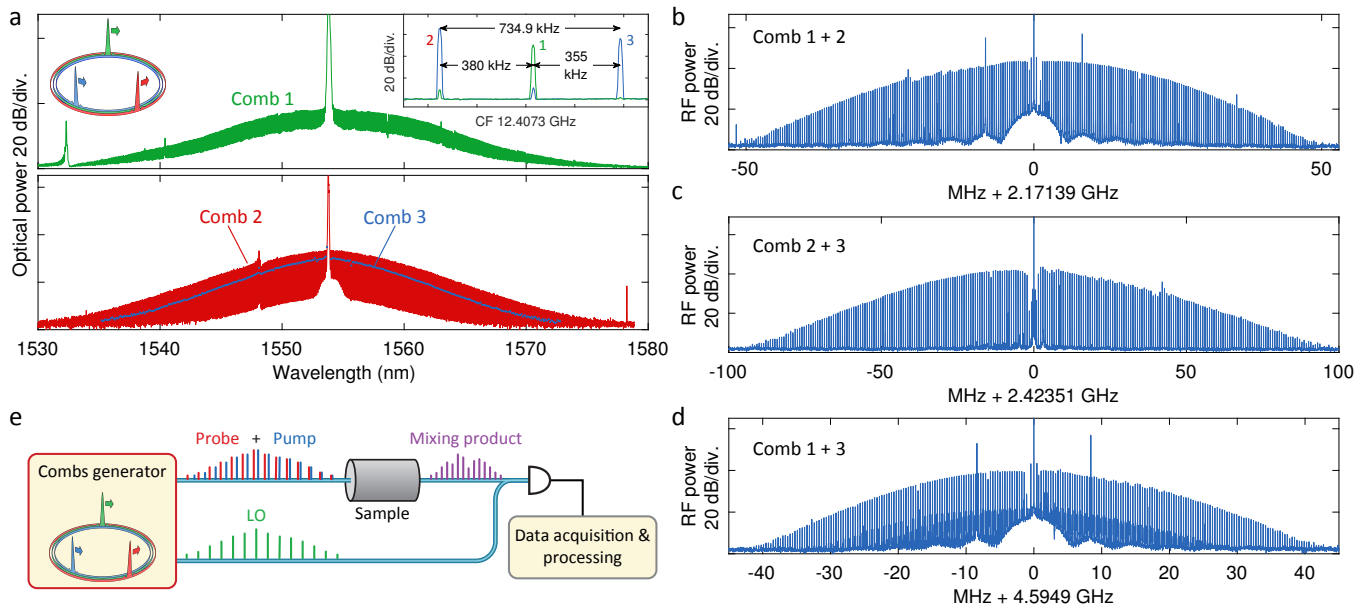 a
Optical power 20 dB/div.
Comb 1
20 dB/div.
2
734.9 kHz
1
3
380 kHz
355
kHz
CF 12.4073 GHz
Comb 2
Comb 3
1530
1540
1550
1560
1570
1580
Wavelength (nm)
b
RF power
20 dB/div.
Comb 1 + 2
-50
0
50
MHz + 2.17139 GHz
c
RF power
20 dB/div.
Comb 2 + 3
-100
-50
0
50
100
MHz + 2.42351 GHz
d
RF power
20 dB/div.
Comb 1 + 3
-40
-30
-20
-10
0
10
20
30
40
MHz + 4.5949 GHz
e
Combs generator
Probe + Pump
Sample
Mixing product
LO
Data acquisition &
processing